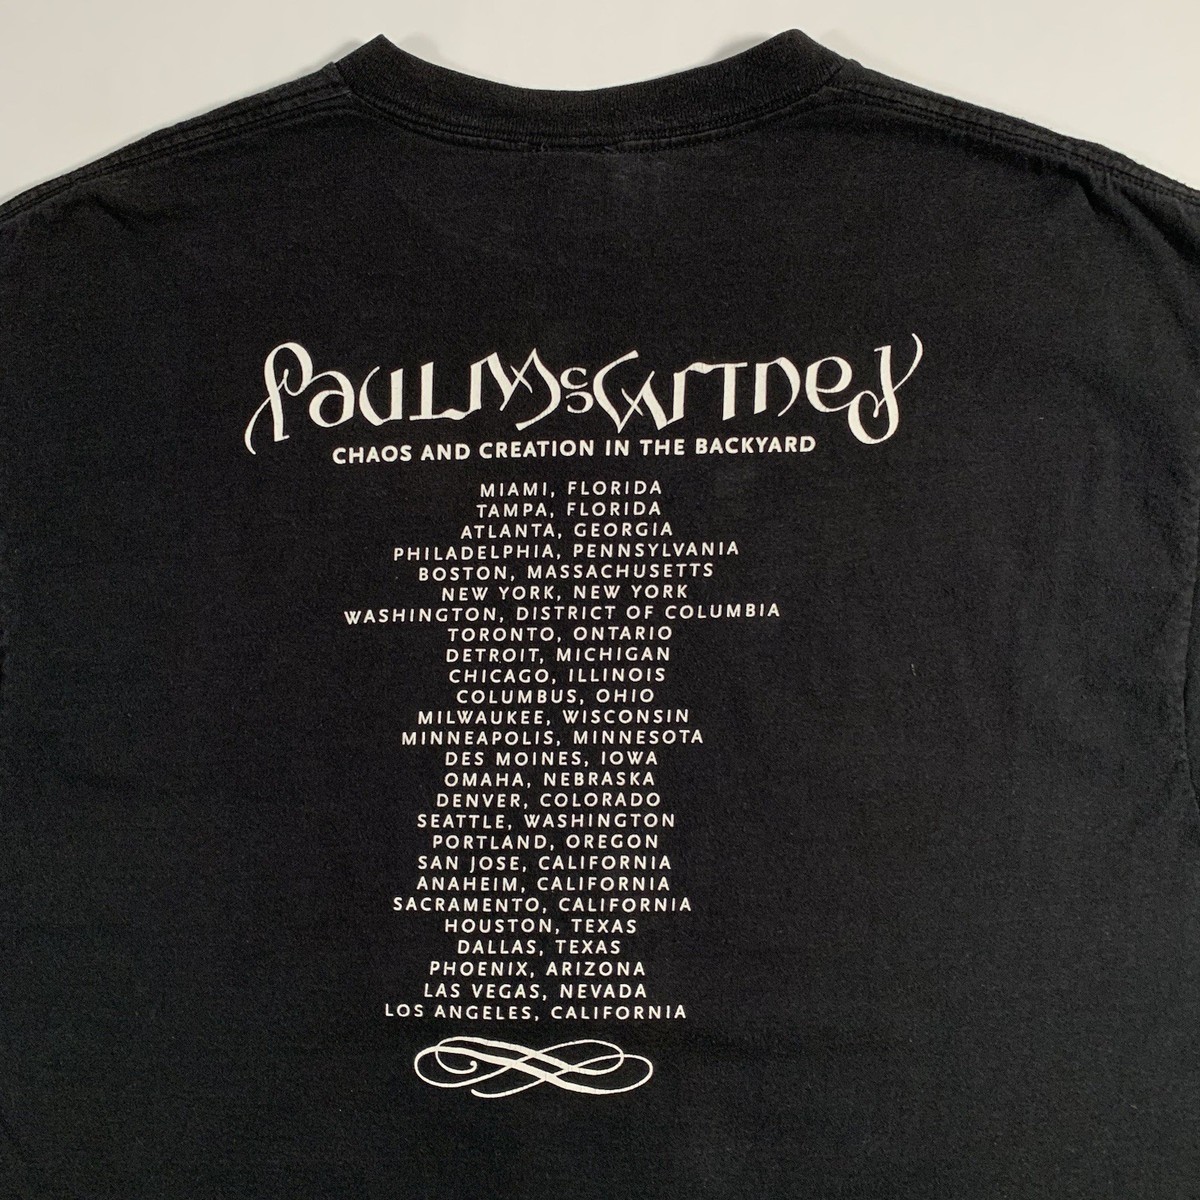 Paul McCartney
CHAOS AND CREATION IN THE BACKYARD
MIAMI, FLORIDA
TAMPA, FLORIDA
ATLANTA, GEORGIA
PHILADELPHIA, PENNSYLVANIA
BOSTON, MASSACHUSETTS
NEW YORK, NEW YORK
WASHINGTON, DISTRICT OF COLUMBIA
TORONTO, ONTARIO
DETROIT, MICHIGAN
CHICAGO, ILLINOIS
COLUMBUS, OHIO
MILWAUKEE, WISCONSIN
MINNEAPOLIS, MINNESOTA
DES MOINES, IOWA
OMAHA, NEBRASKA
DENVER, COLORADO
SEATTLE, WASHINGTON
PORTLAND, OREGON
SAN JOSE, CALIFORNIA
ANAHEIM, CALIFORNIA
SACRAMENTO, CALIFORNIA
HOUSTON, TEXAS
DALLAS, TEXAS
PHOENIX, ARIZONA
LAS VEGAS, NEVADA
LOS ANGELES, CALIFORNIA